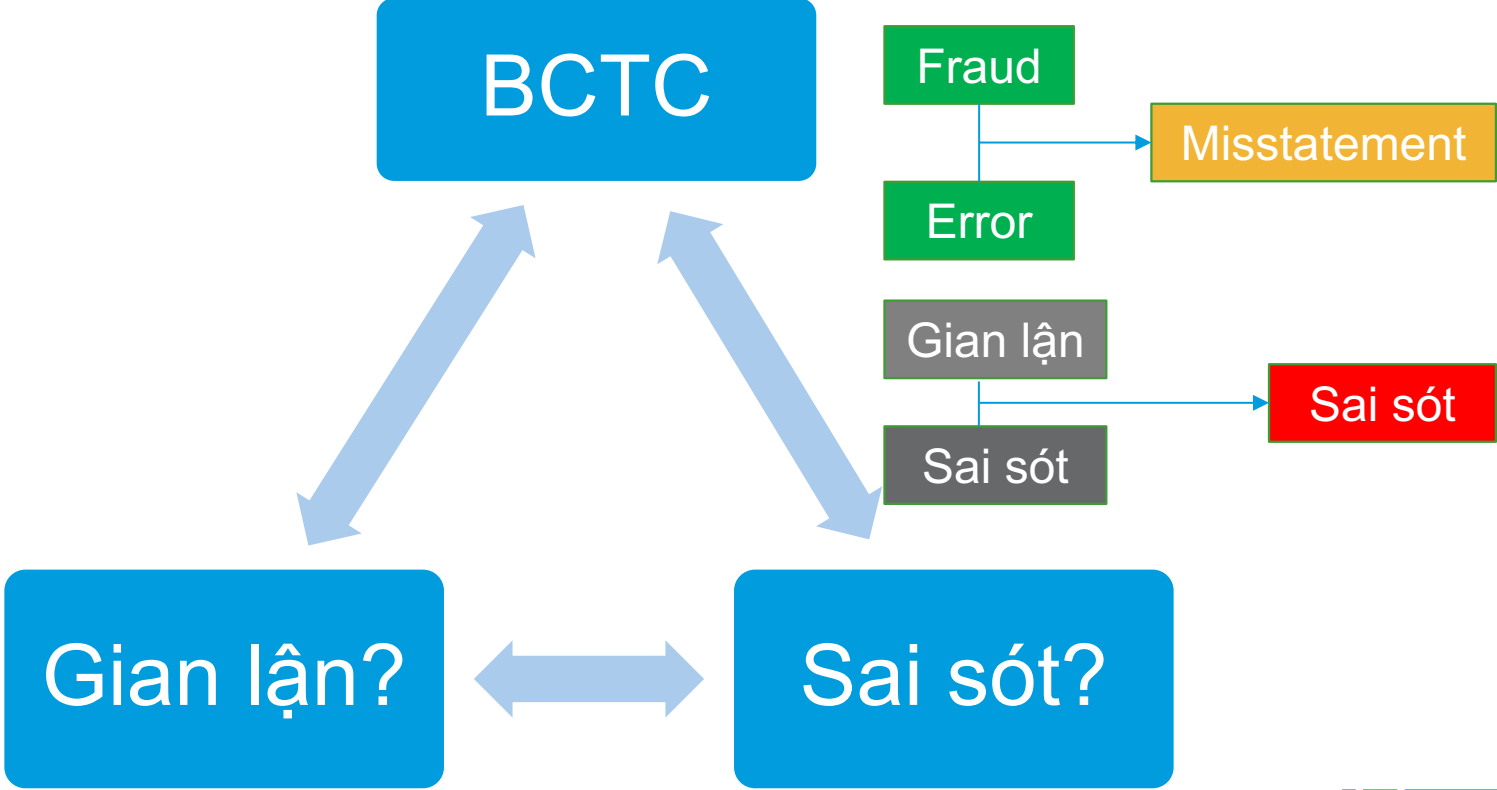 BCTC
Fraud
Misstatement
Error
Gian lận
Sai sót
Sai sót
Gian lận?
Sai sót?